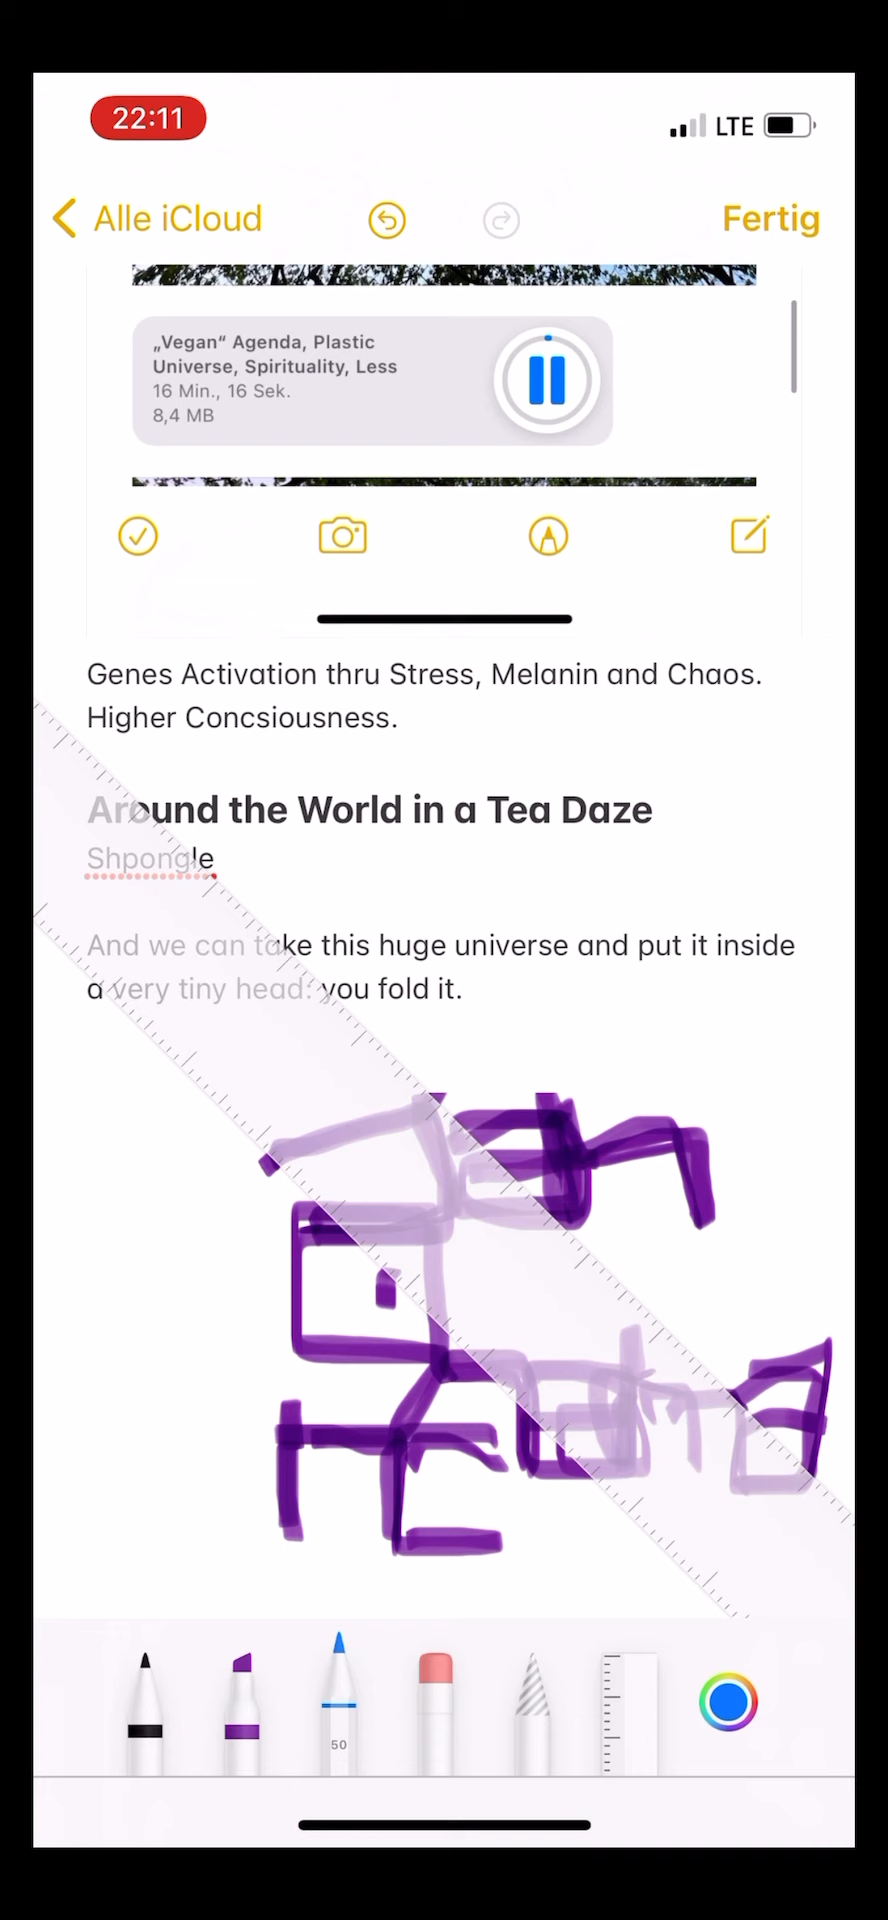 22:11
LTE
Alle iCloud
Fertig
„Vegan“ Agenda, Plastic
Universe, Spirituality, Less
16 Min., 16 Sek.
8,4 MB
Genes Activation thru Stress, Melanin and Chaos.
Higher Concsiousness.
Around the World in a Tea Daze
Shpongle
And we can take this huge universe and put it inside
a very tiny head: you fold it.
50